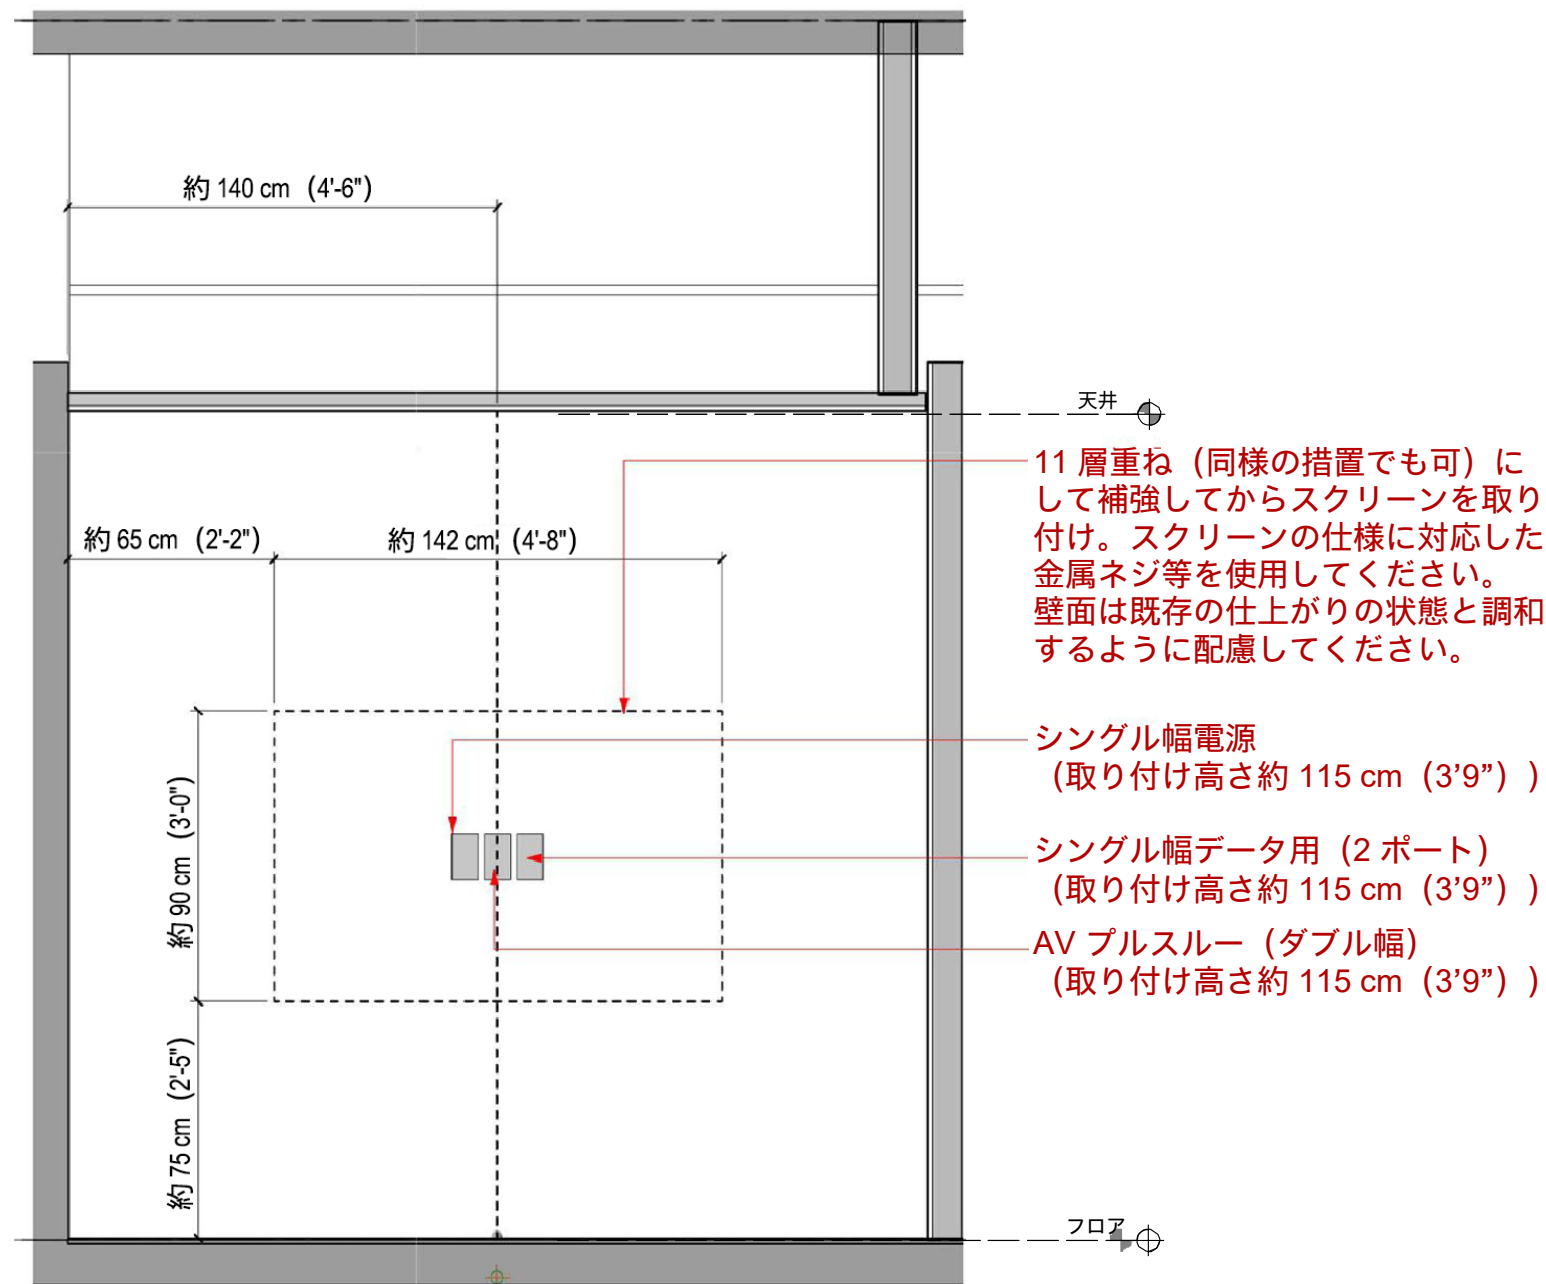 約 140 cm (4'-6")
天井
11 層重ね（同様の措置でも可）に
して補強してからスクリーンを取り
付け。スクリーンの仕様に対応した
金属ネジ等を使用してください。
壁面は既存の仕上がりの状態と調和
するように配慮してください。
約 65 cm (2'-2")
約 142 cm (4'-8")
シングル幅電源
（取り付け高さ約 115 cm（3’9”））
約 90 cm (3'-0")
シングル幅データ用（2 ポート）
（取り付け高さ約 115 cm（3’9”））
AV プルスルー（ダブル幅）
（取り付け高さ約 115 cm（3’9”））
約 75 cm (2'-5")
フロア